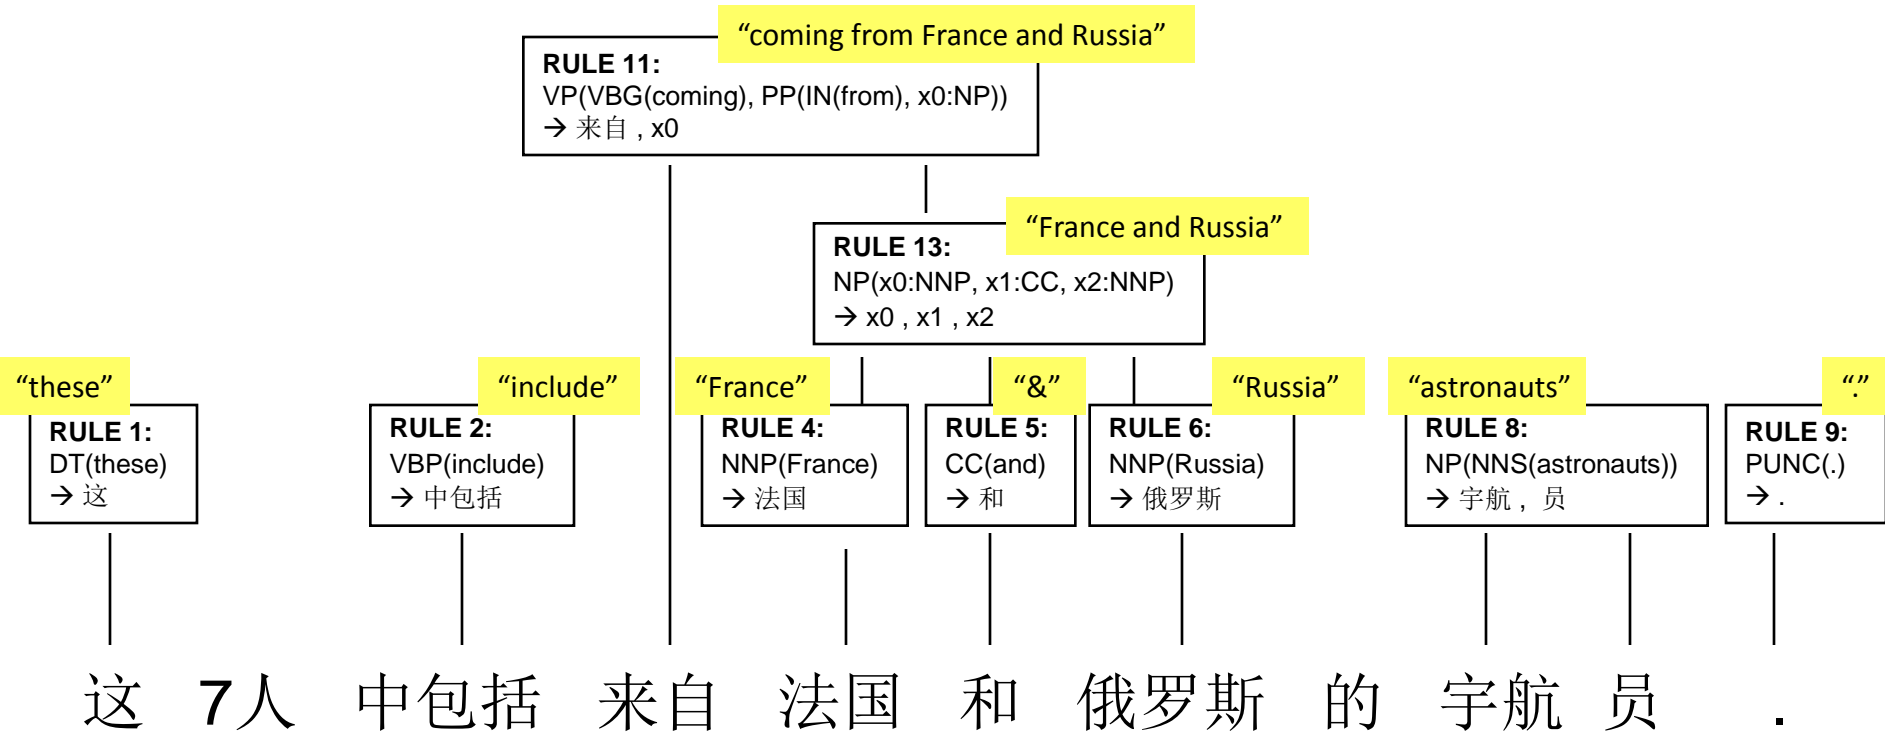 “coming from France and Russia”
RULE 11:
VP(VBG(coming), PP(IN(from), x0:NP))
→ 来自 , x0
“France and Russia”
RULE 13:
NP(x0:NNP, x1:CC, x2:NNP)
→ x0 , x1 , x2
“these”
RULE 1:
DT(these)
→ 这
“include”
RULE 2:
VBP(include)
→ 中包括
“France”
RULE 4:
NNP(France)
→ 法国
“&”
RULE 5:
CC(and)
→ 和
“Russia”
RULE 6:
NNP(Russia)
→ 俄罗斯
“astronauts”
RULE 8:
NP(NNS(astronauts))
→ 宇航 , 员
“.”
RULE 9:
PUNC(.)
→ .
这 7人 中包括 来自 法国 和 俄罗斯 的 宇航 员 .